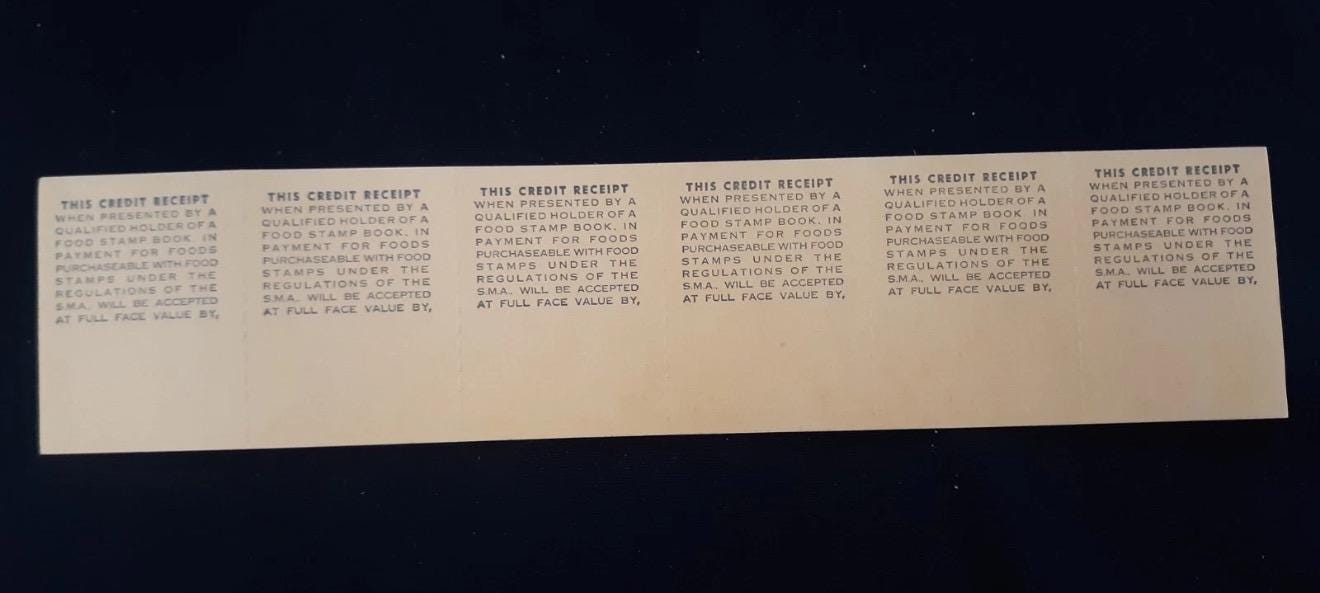 THIS CREDIT RECEIPT
WHEN PRESENTED BY A
QUALIFIED HOLDER OF A
FOOD STAMP BOOK, IN
PAYMENT FOR FOODS
PURCHASEABLE WITH FOOD
STAMPS UNDER THE
REGULATIONS OF THE
S.M.A., WILL BE ACCEPTED
AT FULL FACE VALUE BY,
THIS CREDIT RECEIPT
WHEN PRESENTED BY A
QUALIFIED HOLDER OF A
FOOD STAMP BOOK, IN
PAYMENT FOR FOODS
PURCHASEABLE WITH FOOD
STAMPS UNDER THE
REGULATIONS OF THE
S.M.A., WILL BE ACCEPTED
AT FULL FACE VALUE BY,
THIS CREDIT RECEIPT
WHEN PRESENTED BY A
QUALIFIED HOLDER OF A
FOOD STAMP BOOK, IN
PAYMENT FOR FOODS
PURCHASEABLE WITH FOOD
STAMPS UNDER THE
REGULATIONS OF THE
S.M.A., WILL BE ACCEPTED
AT FULL FACE VALUE BY,
THIS CREDIT RECEIPT
WHEN PRESENTED BY A
QUALIFIED HOLDER OF A
FOOD STAMP BOOK, IN
PAYMENT FOR FOODS
PURCHASEABLE WITH FOOD
STAMPS UNDER THE
REGULATIONS OF THE
S.M.A., WILL BE ACCEPTED
AT FULL FACE VALUE BY,
THIS CREDIT RECEIPT
WHEN PRESENTED BY A
QUALIFIED HOLDER OF A
FOOD STAMP BOOK, IN
PAYMENT FOR FOODS
PURCHASEABLE WITH FOOD
STAMPS UNDER THE
REGULATIONS OF THE
S.M.A., WILL BE ACCEPTED
AT FULL FACE VALUE BY,
THIS CREDIT RECEIPT
WHEN PRESENTED BY A
QUALIFIED HOLDER OF A
FOOD STAMP BOOK, IN
PAYMENT FOR FOODS
PURCHASEABLE WITH FOOD
STAMPS UNDER THE
REGULATIONS OF THE
S.M.A., WILL BE ACCEPTED
AT FULL FACE VALUE BY,